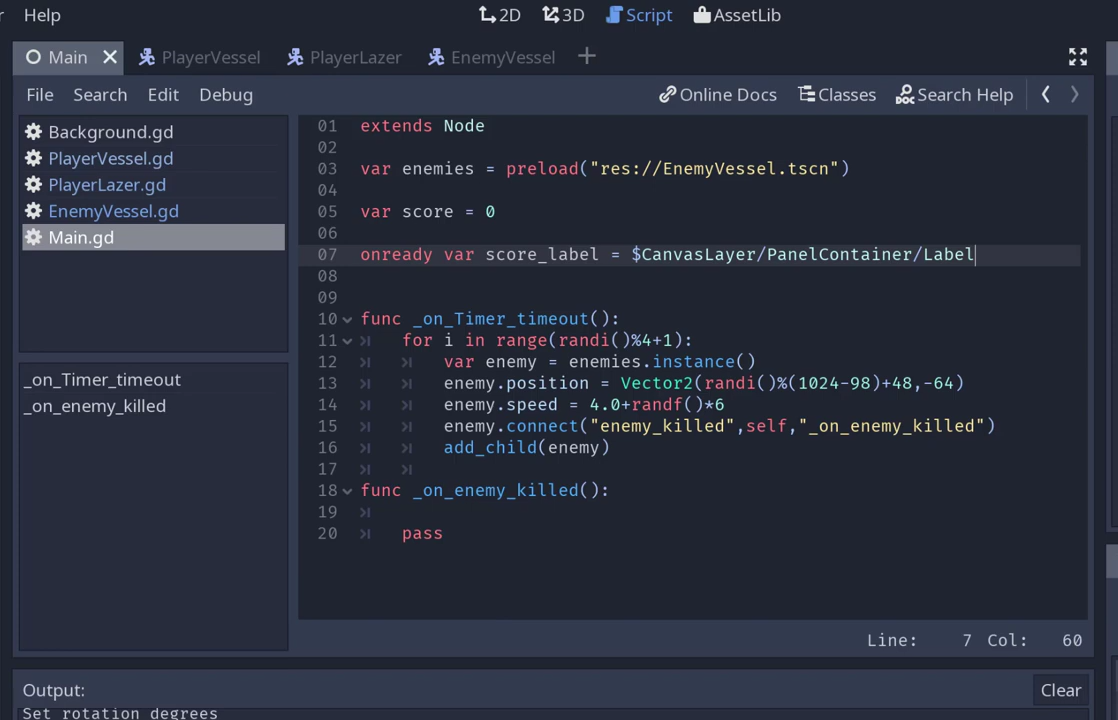 r Help 2D 3D Script AssetLib
Main PlayerVessel PlayerLazer EnemyVessel
File Search Edit Debug Online Docs Classes Search Help
Background.gd
PlayerVessel.gd
PlayerLazer.gd
EnemyVessel.gd
Main.gd
_on_Timer_timeout
_on_enemy_killed
01 extends Node
02
03 var enemies = preload("res://EnemyVessel.tscn")
04
05 var score = 0
06
07 onready var score_label = $CanvasLayer/PanelContainer/Label
08
09
10 func _on_Timer_timeout():
11 for i in range(randi()%4+1):
12 var enemy = enemies.instance()
13 enemy.position = Vector2(randi()%(1024-98)+48,-64)
14 enemy.speed = 4.0+randf()*6
15 enemy.connect("enemy_killed",self,"_on_enemy_killed")
16 add_child(enemy)
17
18 func _on_enemy_killed():
19
20 pass
Line: 7 Col: 60
Output: Clear
Set rotation degrees